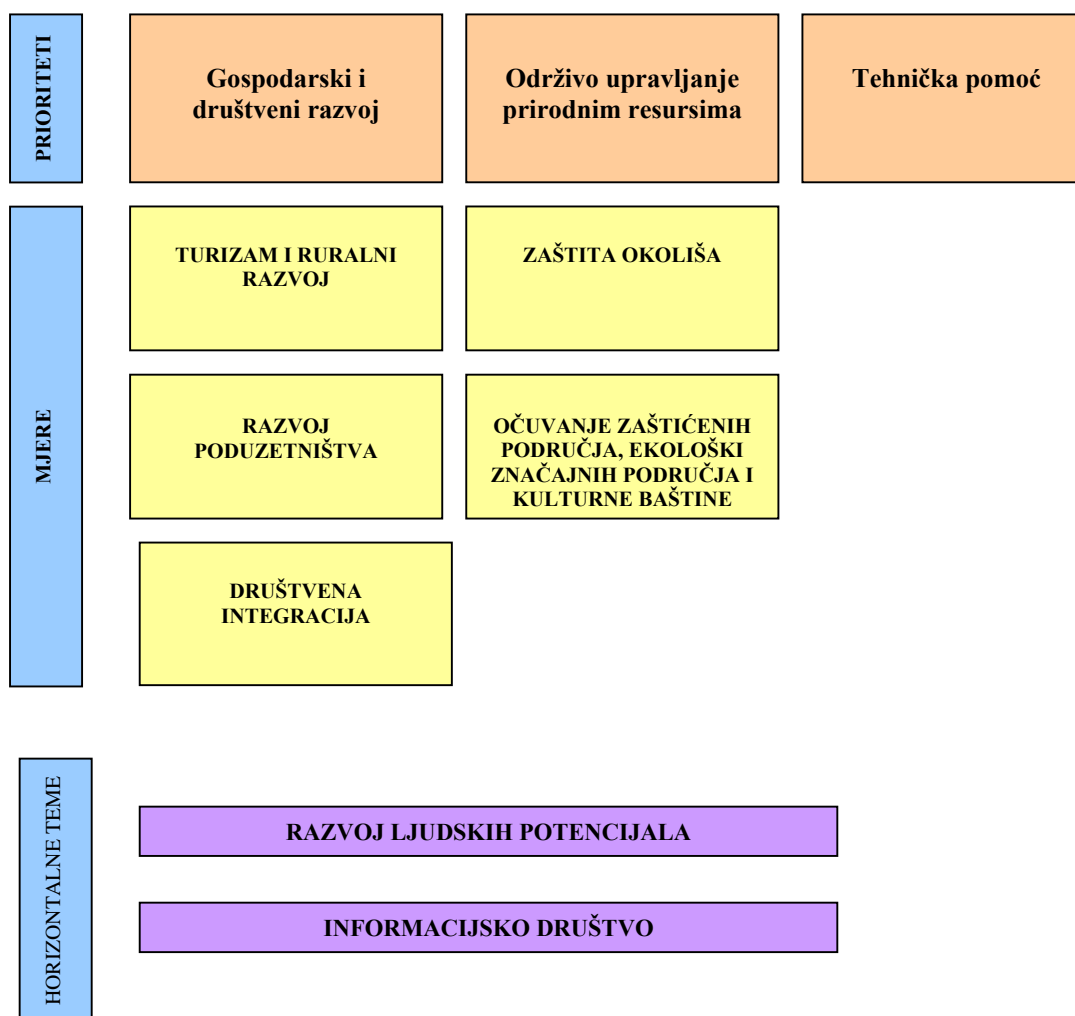 PRIORITETI
Gospodarski i
društveni razvoj
Održivo upravljanje
prirodnim resursima
Tehnička pomoć
MJERE
TURIZAM I RURALNI
RAZVOJ
ZAŠTITA OKOLIŠA
RAZVOJ
PODUZETNIŠTVA
OČUVANJE ZAŠTIĆENIH
PODRUČJA, EKOLOŠKI
ZNAČAJNIH PODRUČJA I
KULTURNE BAŠTINE
DRUŠTVENA
INTEGRACIJA
HORIZONTALNE TEME
RAZVOJ LJUDSKIH POTENCIJALA
INFORMACIJSKO DRUŠTVO